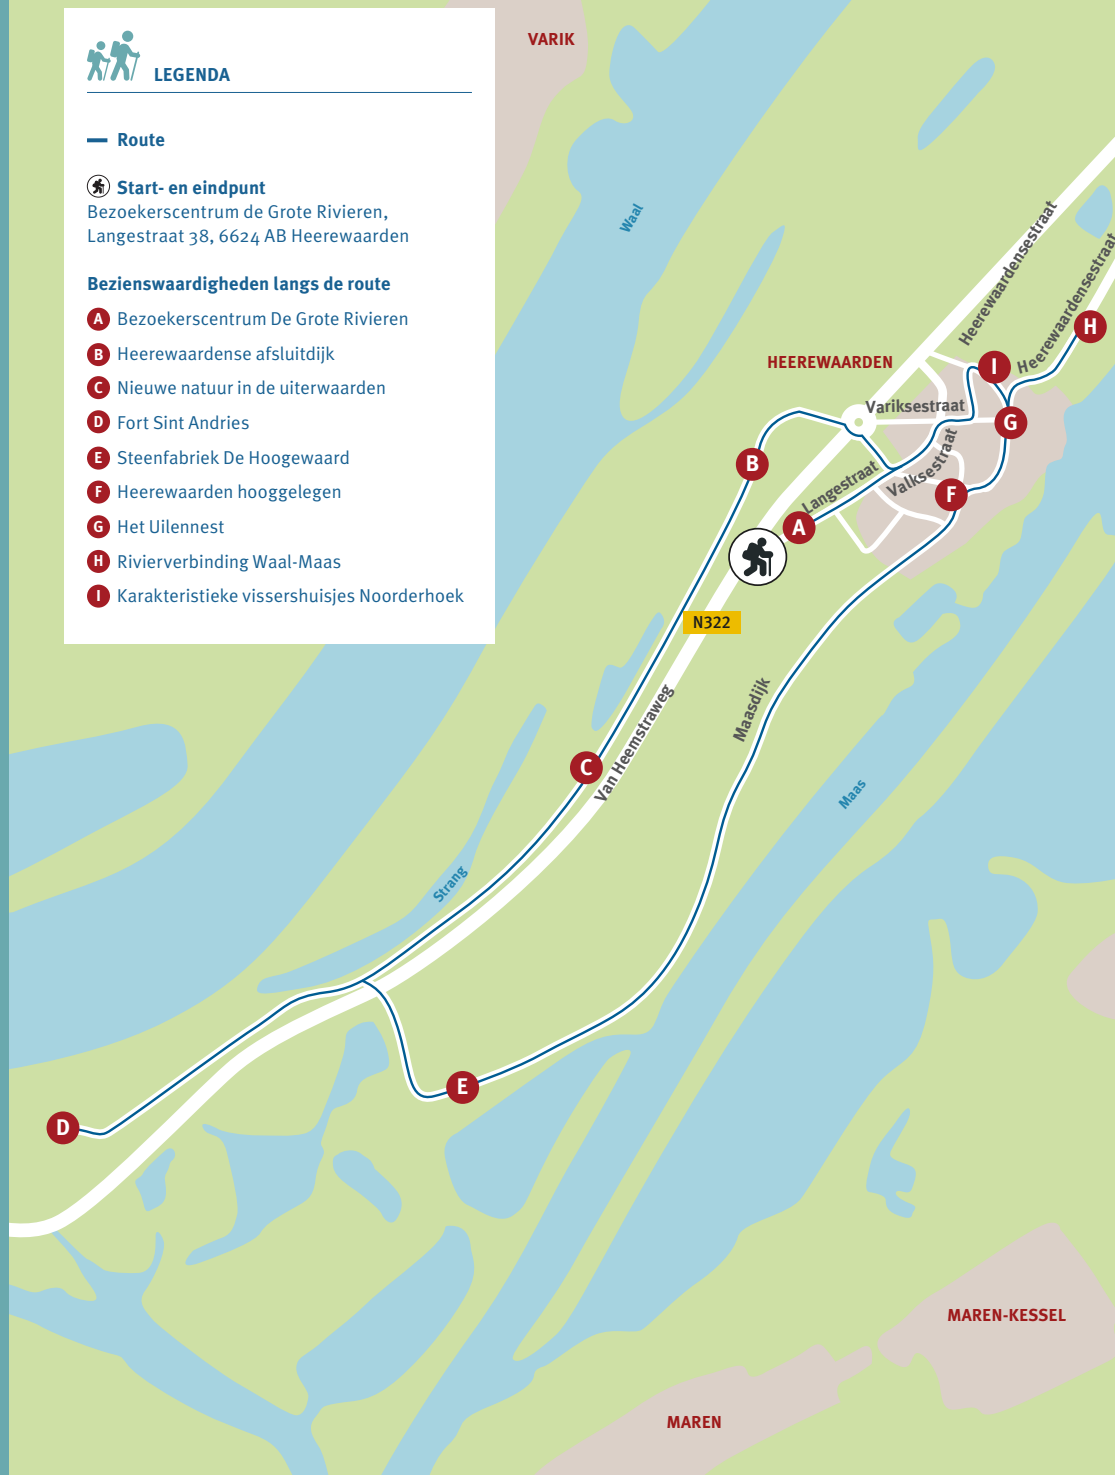 LEGENDA
Route
Start- en eindpunt
Bezoekerscentrum de Grote Rivieren,
Langestraat 38, 6624 AB Heerewaarden
Bezienswaardigheden langs de route
A Bezoekerscentrum De Grote Rivieren
B Heerewaardense afsluitdijk
C Nieuwe natuur in de uiterwaarden
D Fort Sint Andries
E Steenfabriek De Hoogewaard
F Heerewaarden hooggelegen
G Het Uilennest
H Rivierverbinding Waal-Maas
I Karakteristieke vissershuisjes Noorderhoek
VARIK
Waal
Heerewaardensestraat
Heerewaardensestraat
H
HEEREWAARDEN
I
Variksestraat
G
B
Langestraat
Valksestraat
F
A
N322
Van Heemstraweg
Maasdijk
C
Maas
Strang
E
D
MAREN-KESSEL
MAREN